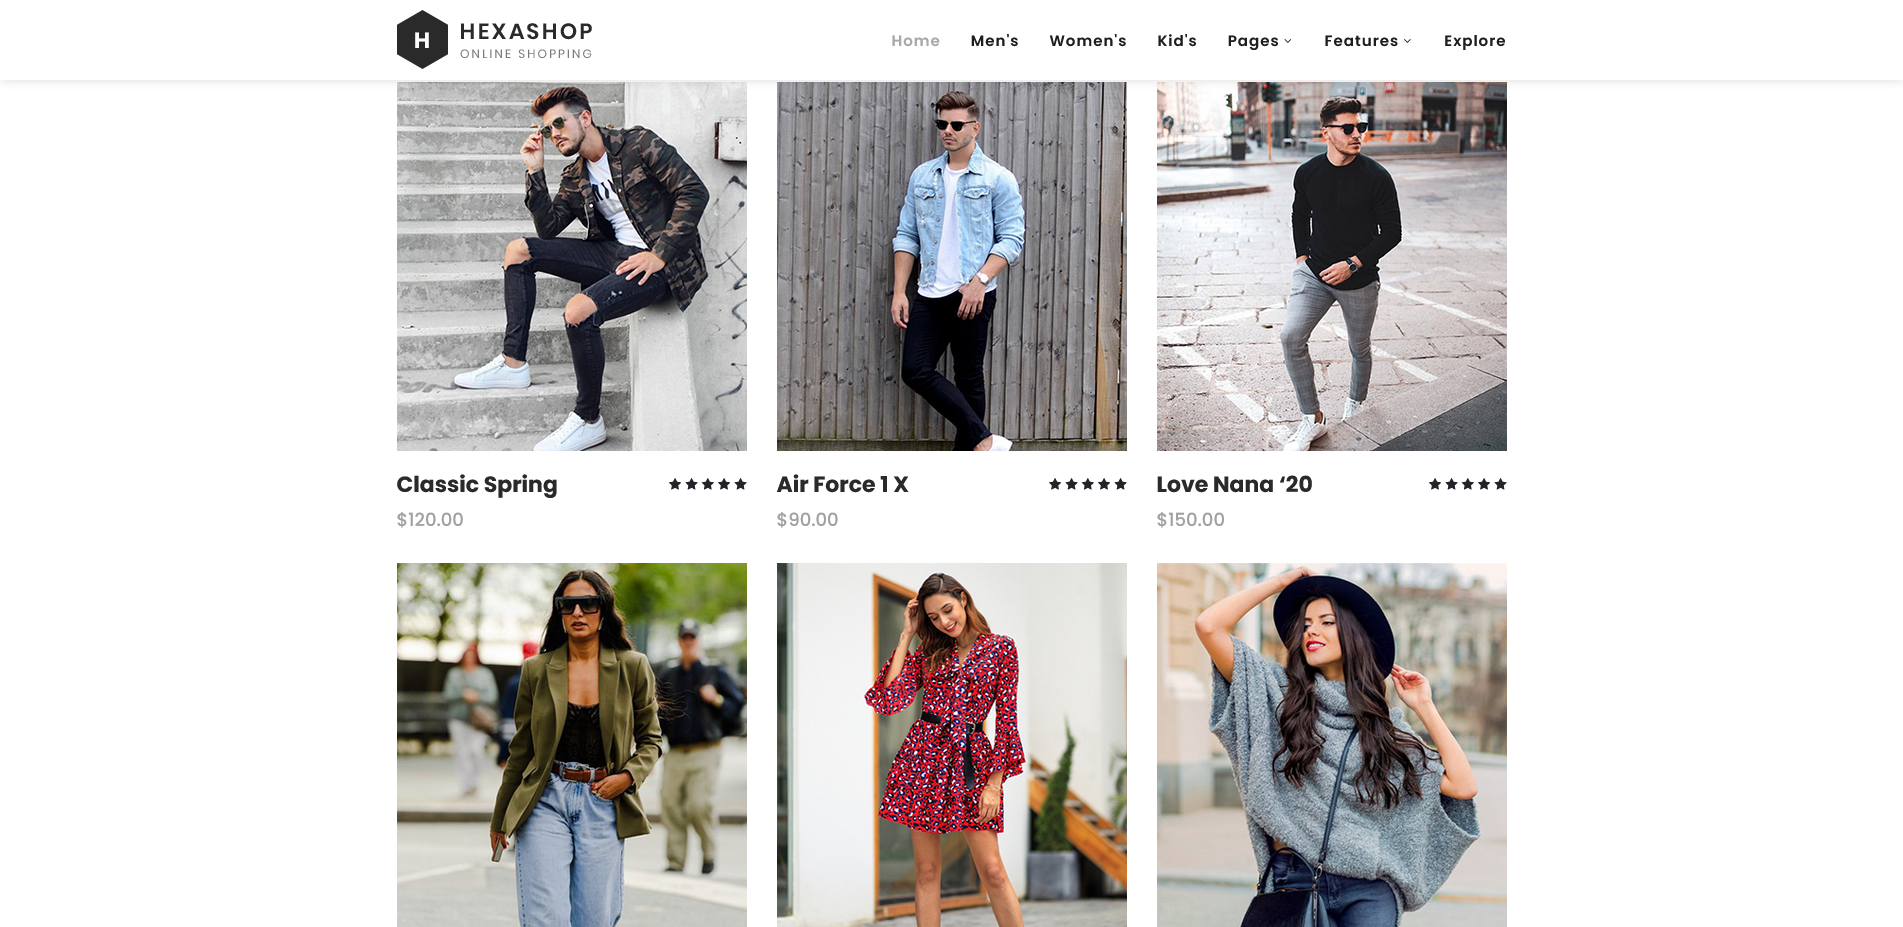 H
HEXASHOP
ONLINE SHOPPING
Home Men's Women's Kid's Pages Features Explore
Classic Spring
$120.00
Air Force 1 X
$90.00
Love Nana ‘20
$150.00